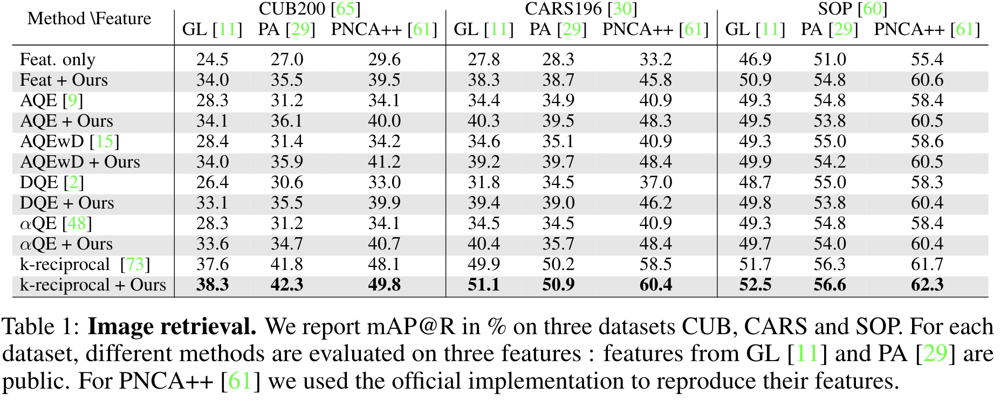 Method \Feature CUB200 [65] CARS196 [30] SOP [60]
GL [11] PA [29] PNCA++ [61] GL [11] PA [29] PNCA++ [61] GL [11] PA [29] PNCA++ [61]
Feat. only 24.5 27.0 29.6 27.8 28.3 33.2 46.9 51.0 55.4
Feat + Ours 34.0 35.5 39.5 38.3 38.7 45.8 50.9 54.8 60.6
AQE [9] 28.3 31.2 34.1 34.4 34.9 40.9 49.3 54.8 58.4
AQE + Ours 34.1 36.1 40.0 40.3 39.5 48.3 49.5 53.8 60.5
AQEwD [15] 28.4 31.4 34.2 34.6 35.1 40.9 49.3 55.0 58.6
AQEwD + Ours 34.0 35.9 41.2 39.2 39.7 48.4 49.9 54.2 60.5
DQE [2] 26.4 30.6 33.0 31.8 34.5 37.0 48.7 55.0 58.3
DQE + Ours 33.1 35.5 39.9 39.4 39.0 46.2 49.8 53.8 60.4
αQE [48] 28.3 31.2 34.1 34.5 34.5 40.9 49.3 54.8 58.4
αQE + Ours 33.6 34.7 40.7 40.4 35.7 48.4 49.7 54.0 60.4
k-reciprocal [73] 37.6 41.8 48.1 49.9 50.2 58.5 51.7 56.3 61.7
k-reciprocal + Ours 38.3 42.3 49.8 51.1 50.9 60.4 52.5 56.6 62.3
Table 1: Image retrieval. We report mAP@R in % on three datasets CUB, CARS and SOP. For each
dataset, different methods are evaluated on three features : features from GL [11] and PA [29] are
public. For PNCA++ [61] we used the official implementation to reproduce their features.